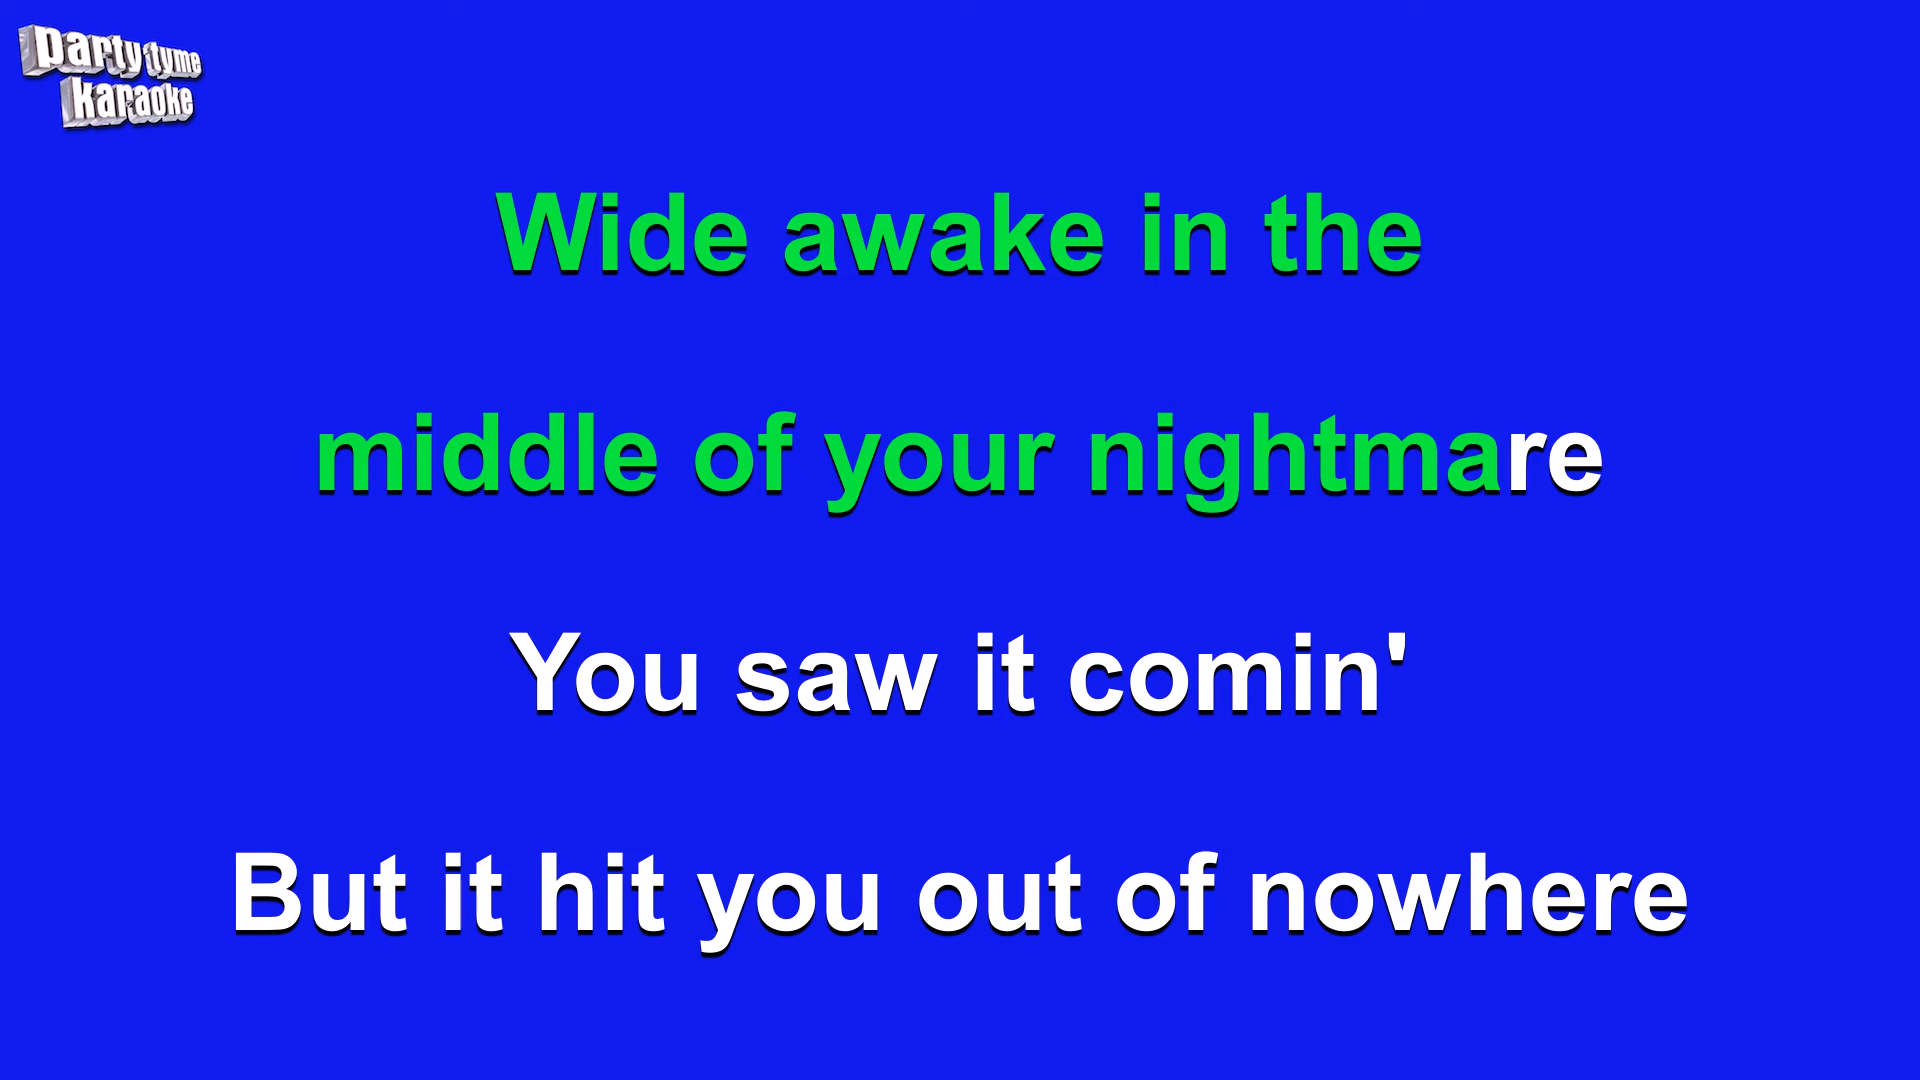 party tyme
karaoke
Wide awake in the
middle of your nightmare
You saw it comin'
But it hit you out of nowhere